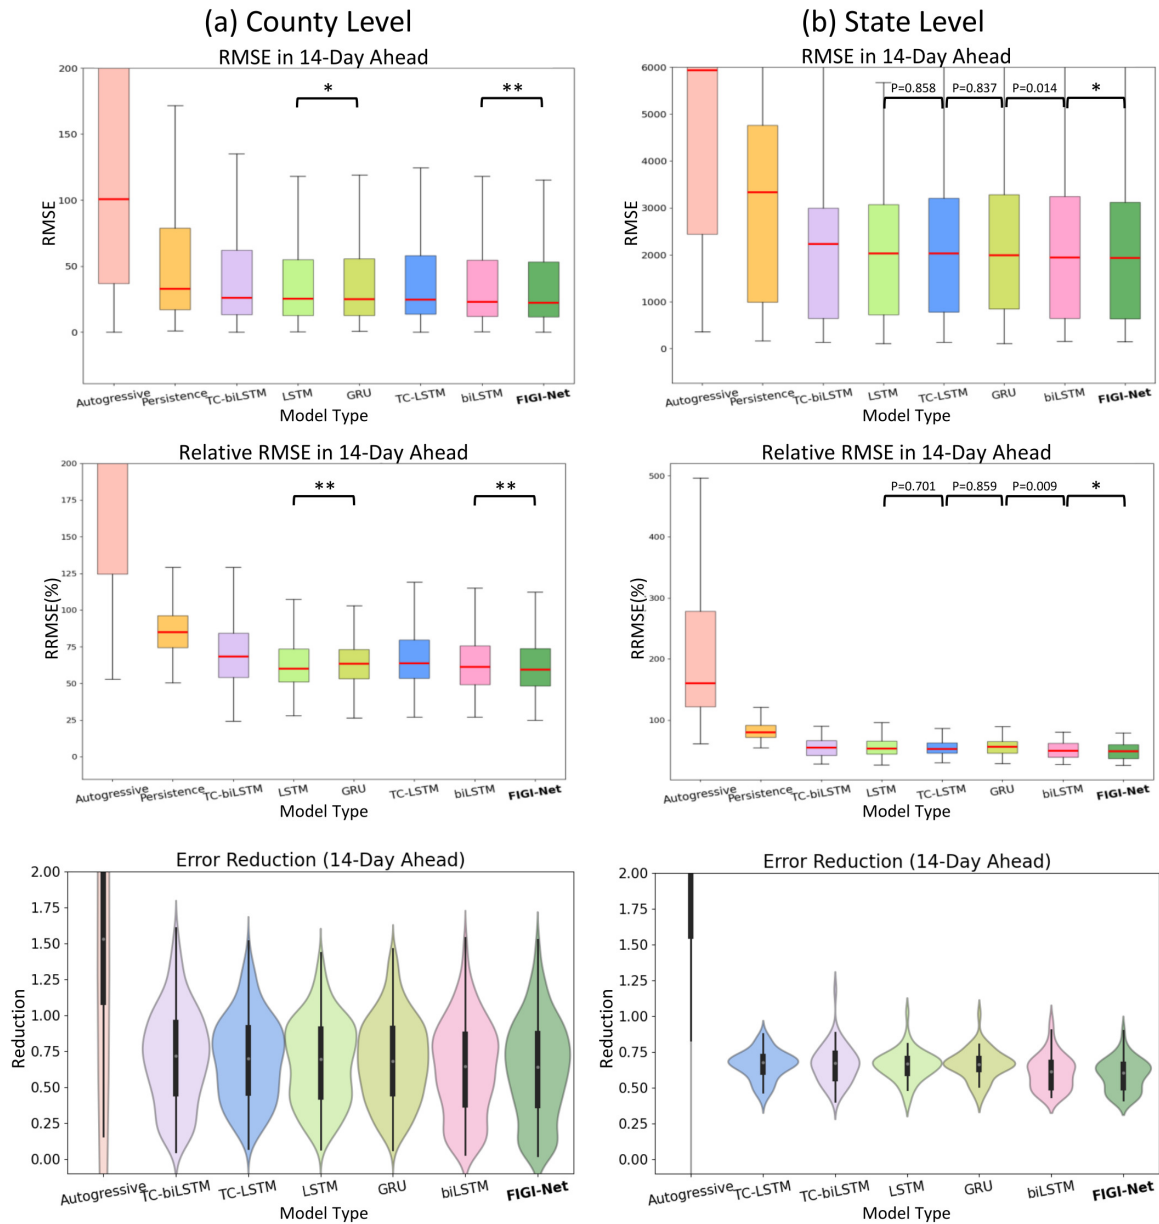 (a) County Level
RMSE in 14-Day Ahead
200
150
100
50
0
RMSE
*
**
Autogressive Persistence TC-biLSTM LSTM GRU TC-LSTM biLSTM FIGI-Net
Model Type
Relative RMSE in 14-Day Ahead
200
175
150
125
100
75
50
25
0
RRMSE(%)
**
**
Autogressive Persistence TC-biLSTM LSTM GRU TC-LSTM biLSTM FIGI-Net
Model Type
Error Reduction (14-Day Ahead)
2.00
1.75
1.50
1.25
1.00
0.75
0.50
0.25
0.00
Reduction
Autogressive TC-biLSTM TC-LSTM LSTM GRU biLSTM FIGI-Net
Model Type
(b) State Level
RMSE in 14-Day Ahead
6000
5000
4000
3000
2000
1000
0
RMSE
P=0.858 P=0.837 P=0.014 *
Autogressive Persistence TC-biLSTM LSTM TC-LSTM GRU biLSTM FIGI-Net
Model Type
Relative RMSE in 14-Day Ahead
500
400
300
200
100
RRMSE(%)
P=0.701 P=0.859 P=0.009 *
Autogressive Persistence TC-biLSTM LSTM TC-LSTM GRU biLSTM FIGI-Net
Model Type
Error Reduction (14-Day Ahead)
2.00
1.75
1.50
1.25
1.00
0.75
0.50
0.25
0.00
Reduction
Autogressive TC-LSTM TC-biLSTM LSTM GRU biLSTM FIGI-Net
Model Type